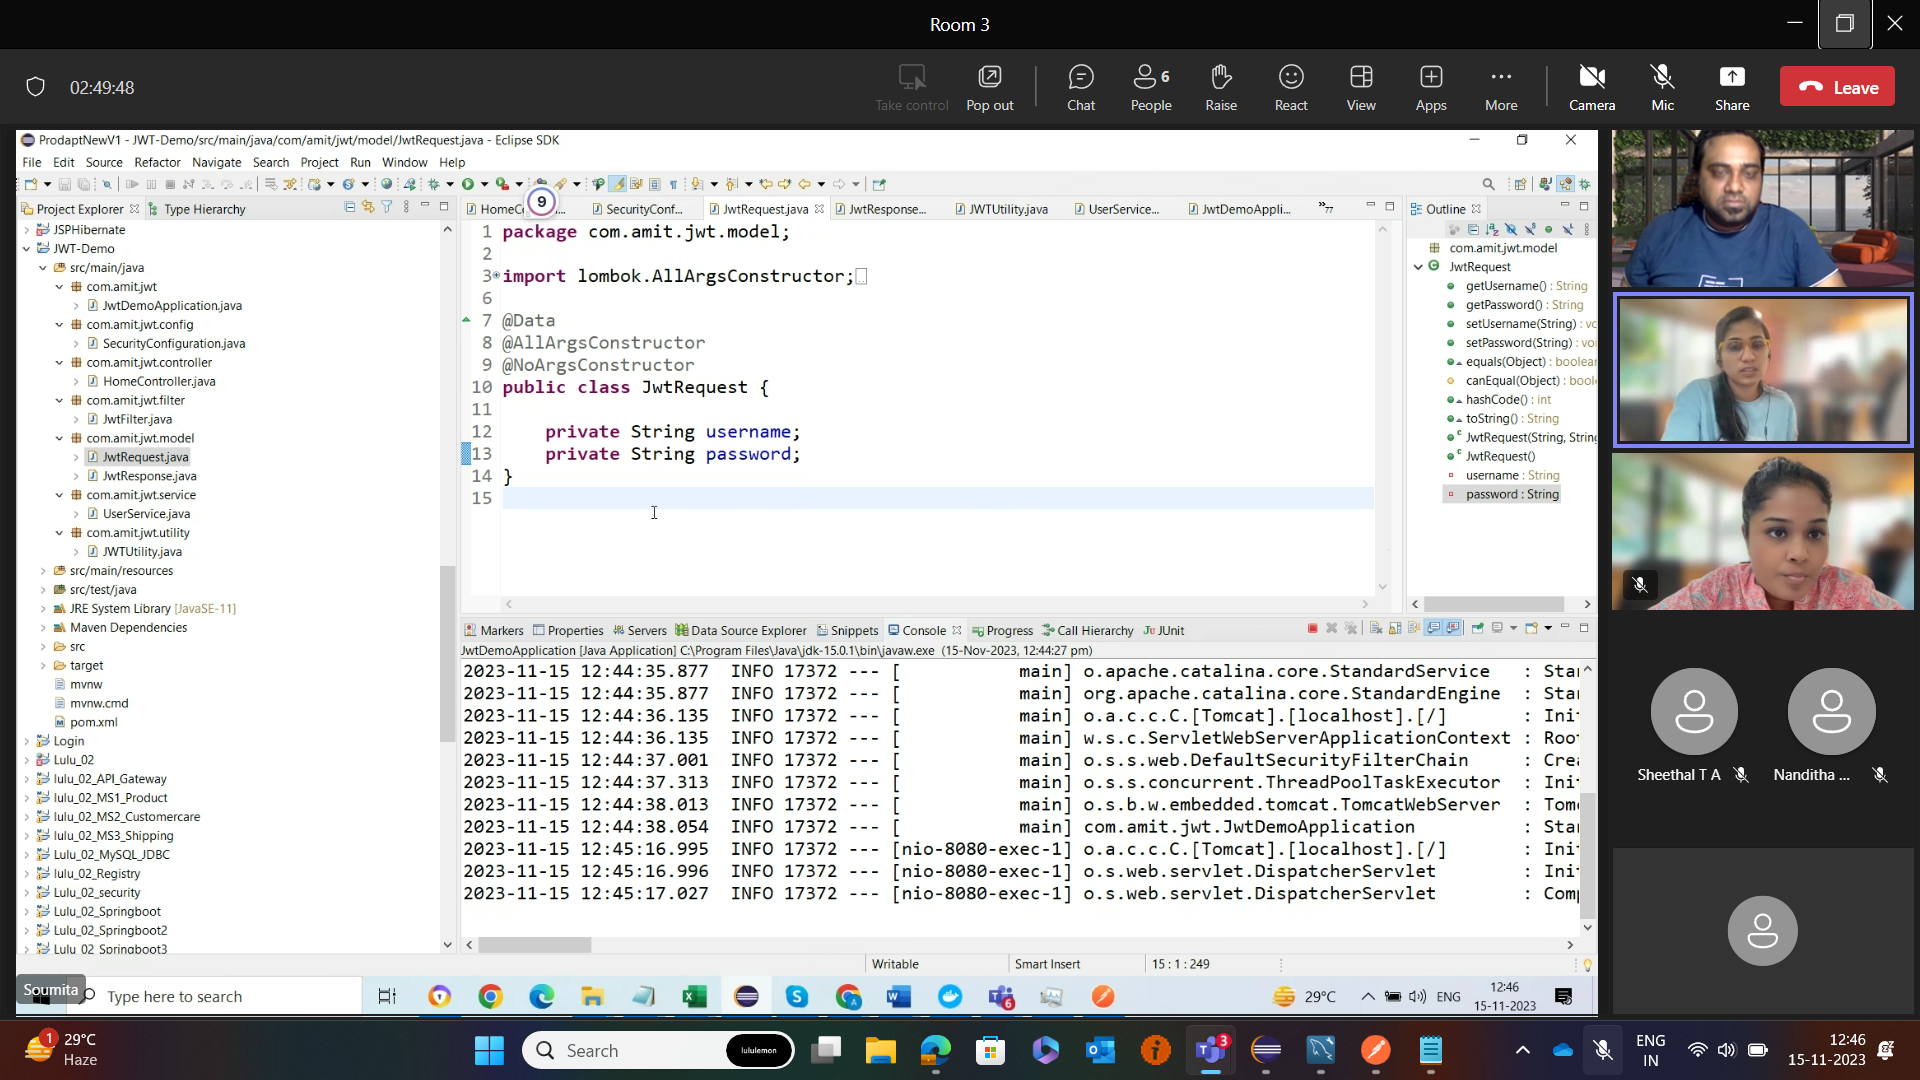 Room 3
02:49:48
Take control
Pop out
Chat
People
6
Raise
React
View
Apps
More
Camera
Mic
Share
Leave
ProdaptNewV1 - JWT-Demo/src/main/java/com/amit/jwt/model/JwtRequest.java - Eclipse SDK
File Edit Source Refactor Navigate Search Project Run Window Help
Project Explorer
Type Hierarchy
9
HomeC
SecurityConf...
JwtRequest.java
JwtResponse...
JWTUtility.java
UserService...
JwtDemoAppli...
77
Outline
JSPHibernate
JWT-Demo
src/main/java
com.amit.jwt
JwtDemoApplication.java
com.amit.jwt.config
SecurityConfiguration.java
com.amit.jwt.controller
HomeController.java
com.amit.jwt.filter
JwtFilter.java
com.amit.jwt.model
JwtRequest.java
JwtResponse.java
com.amit.jwt.service
UserService.java
com.amit.jwt.utility
JWTUtility.java
src/main/resources
src/test/java
JRE System Library [JavaSE-11]
Maven Dependencies
src
target
mvnw
mvnw.cmd
pom.xml
Login
Lulu_02
lulu_02_API_Gateway
lulu_02_MS1_Product
lulu_02_MS2_Customercare
lulu_02_MS3_Shipping
Lulu_02_MySQL_JDBC
lulu_02_Registry
Lulu_02_security
Lulu_02_Springboot
Lulu_02_Springboot2
Lulu_02_Springboot3
1 package com.amit.jwt.model;
2
3 import lombok.AllArgsConstructor;
6
7 @Data
8 @AllArgsConstructor
9 @NoArgsConstructor
10 public class JwtRequest {
11
12 private String username;
13 private String password;
14 }
15
com.amit.jwt.model
JwtRequest
getUsername() : String
getPassword() : String
setUsername(String) : vo
setPassword(String) : voi
equals(Object) : boolean
canEqual(Object) : bool
hashCode() : int
toString() : String
JwtRequest(String, String
JwtRequest()
username : String
password : String
Markers Properties Servers Data Source Explorer Snippets Console Progress Call Hierarchy Ju JUnit
JwtDemoApplication [Java Application] C:\Program Files\Java\jdk-15.0.1\bin\javaw.exe (15-Nov-2023, 12:44:27 pm)
2023-11-15 12:44:35.877 INFO 17372 --- [ main] o.apache.catalina.core.StandardService : Sta
2023-11-15 12:44:35.877 INFO 17372 --- [ main] org.apache.catalina.core.StandardEngine : Sta
2023-11-15 12:44:36.135 INFO 17372 --- [ main] o.a.c.c.C.[Tomcat].[localhost].[/] : Ini
2023-11-15 12:44:36.135 INFO 17372 --- [ main] w.s.c.ServletWebServerApplicationContext : Roo
2023-11-15 12:44:37.001 INFO 17372 --- [ main] o.s.s.web.DefaultSecurityFilterChain : Crea
2023-11-15 12:44:37.313 INFO 17372 --- [ main] o.s.s.concurrent.ThreadPoolTaskExecutor : Ini
2023-11-15 12:44:38.013 INFO 17372 --- [ main] o.s.b.w.embedded.tomcat.TomcatWebServer : Tom
2023-11-15 12:44:38.054 INFO 17372 --- [ main] com.amit.jwt.JwtDemoApplication : Sta
2023-11-15 12:45:16.995 INFO 17372 --- [nio-8080-exec-1] o.a.c.c.C.[Tomcat].[localhost].[/] : Ini
2023-11-15 12:45:16.996 INFO 17372 --- [nio-8080-exec-1] o.s.web.servlet.DispatcherServlet : Ini
2023-11-15 12:45:17.027 INFO 17372 --- [nio-8080-exec-1] o.s.web.servlet.DispatcherServlet : Com
Writable
Smart Insert
15 : 1 : 249
Sheethal T A
Nanditha ...
Soumita
Type here to search
6
29°C
ENG
12:46
15-11-2023
1
29°C
Haze
Search
lululemon
3
ENG
IN
12:46
15-11-2023